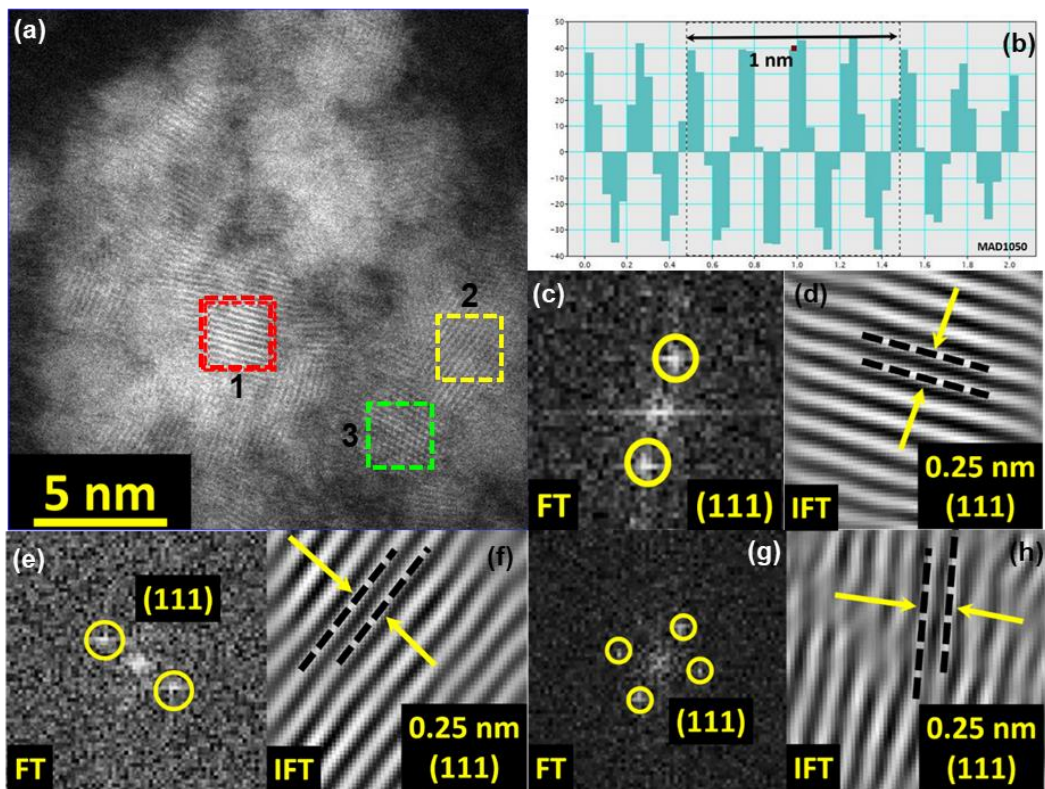 (a)
1
2
3
5 nm
(b)
50
40
30
20
10
0
-10
-20
-30
-40
1 nm
MAD1050
0.0 0.2 0.4 0.6 0.8 1.0 1.2 1.4 1.6 1.8 2.0
(c)
FT
(111)
(d)
0.25 nm
IFT
(111)
(e)
(111)
FT
(f)
0.25 nm
IFT
(111)
(g)
(111)
FT
(h)
0.25 nm
IFT
(111)